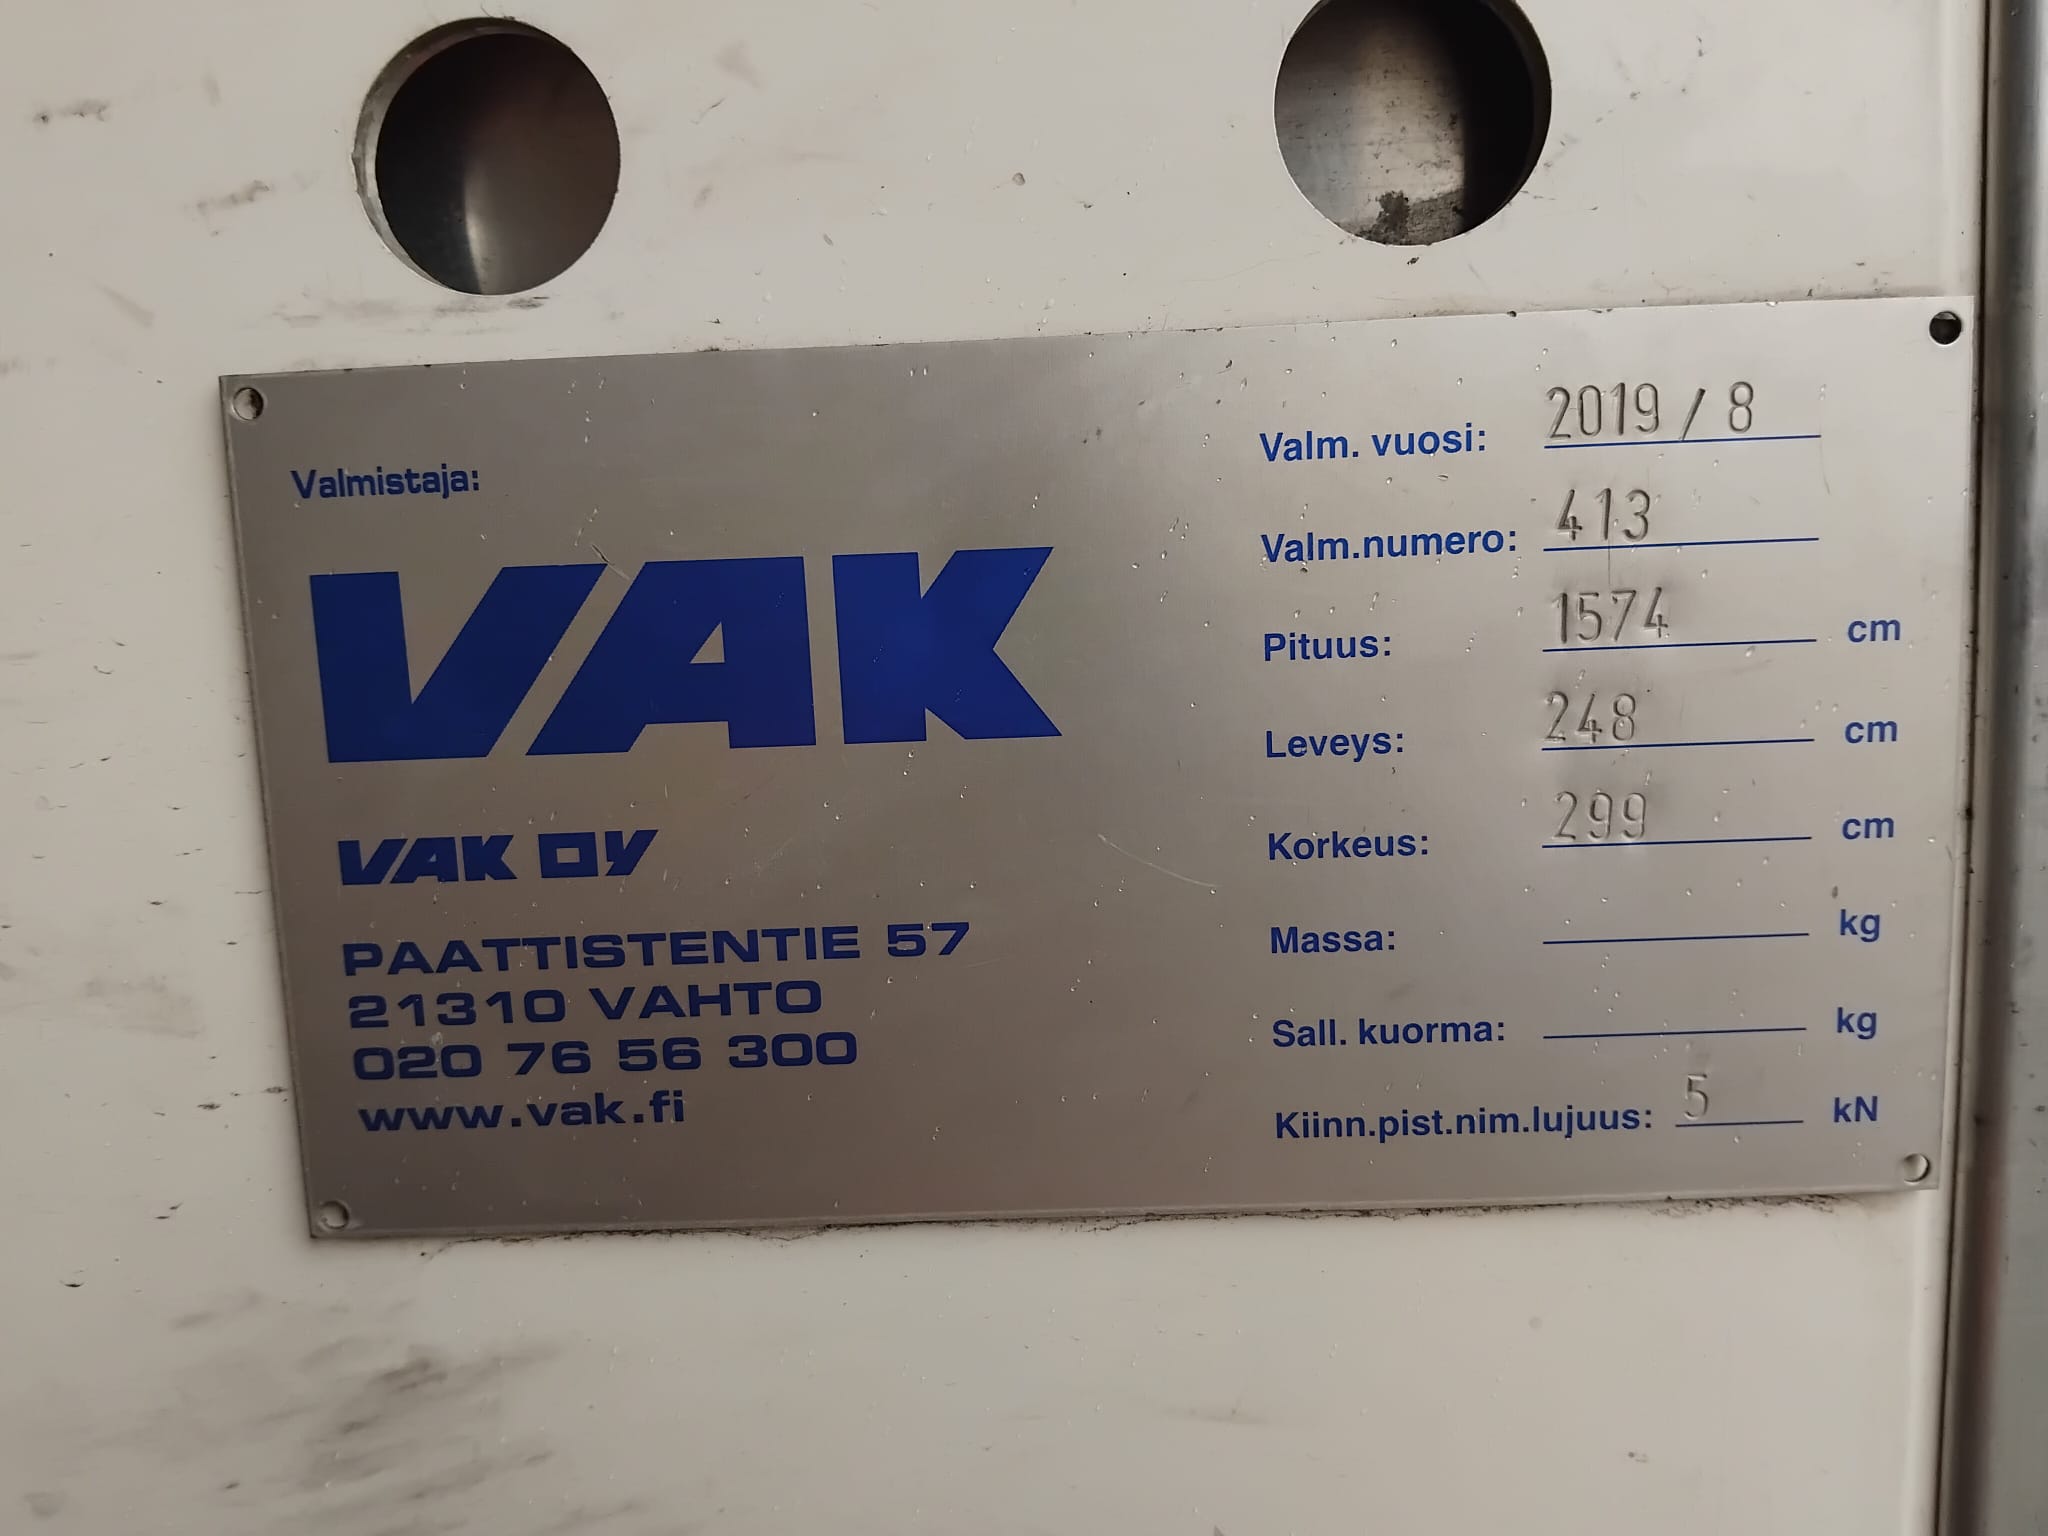 Valmistaja:
VAK
VAK OY
PAATTISTENTIE 57
21310 VAHTO
020 76 56 300
www.vak.fi
Valm. vuosi: 2019 / 8
Valm.numero: 413
Pituus: 1574 cm
Leveys: 248 cm
Korkeus: 299 cm
Massa: kg
Sall. kuorma: kg
Kiinn.pist.nim.lujuus: 5 kN